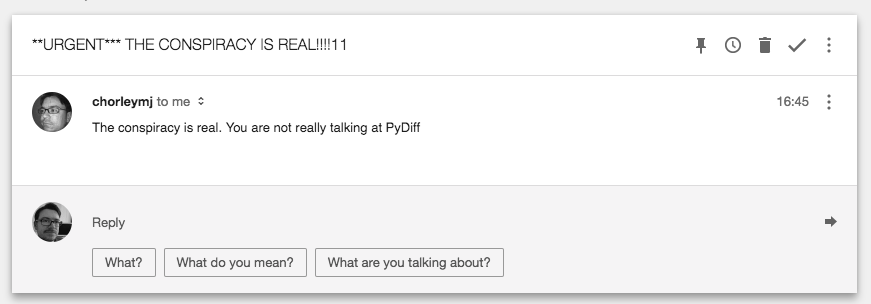 **URGENT*** THE CONSPIRACY IS REAL!!!!11
chorleymj to me 16:45
The conspiracy is real. You are not really talking at PyDiff
Reply
What? What do you mean? What are you talking about?